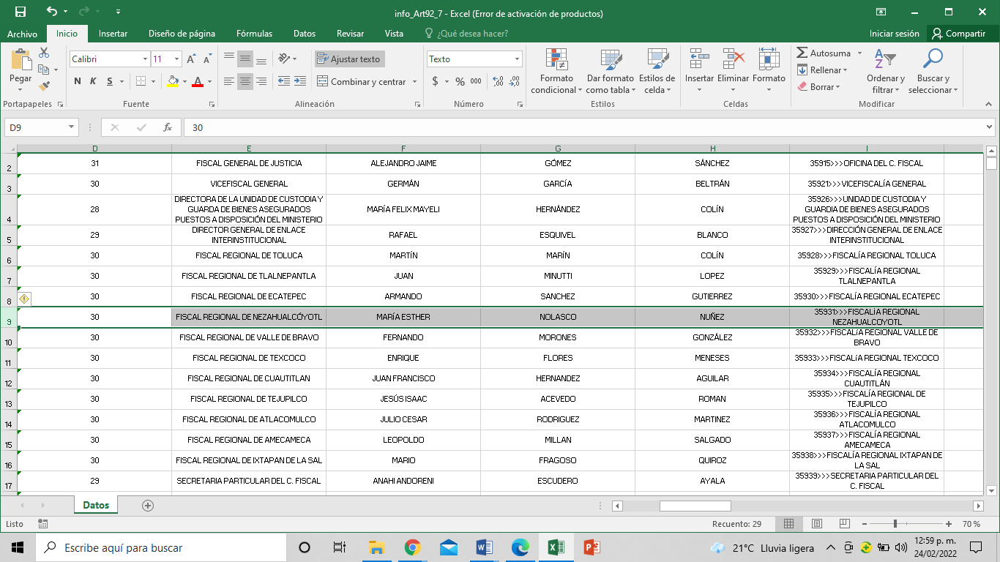 info_Art92_7 - Excel (Error de activación de productos)
Archivo Inicio Insertar Diseño de página Fórmulas Datos Revisar Vista ¿Qué desea hacer? Iniciar sesión Compartir
Pegar Calibri 11 N K S Ajustar texto Combinar y centrar Texto $ % 000
Formato condicional Dar formato como tabla Estilos de celda Insertar Eliminar Formato Autosuma Rellenar Borrar Ordenar y filtrar Buscar y seleccionar
Portapapeles Fuente Alineación Número Estilos Celdas Modificar
D9 fx 30
D E F G H I
2 31 FISCAL GENERAL DE JUSTICIA ALEJANDRO JAIME GÓMEZ SÁNCHEZ 35915>>>OFICINA DEL C. FISCAL
3 30 VICEFISCAL GENERAL GERMÁN GARCÍA BELTRÁN 35921>>>VICEFISCALÍA GENERAL
4 28 DIRECTORA DE LA UNIDAD DE CUSTODIA Y GUARDA DE BIENES ASEGURADOS PUESTOS A DISPOSICIÓN DEL MINISTERIO MARÍA FELIX MAYELI HERNÁNDEZ COLÍN 35926>>>UNIDAD DE CUSTODIA Y GUARDIA DE BIENES ASEGURADOS PUESTOS A DISPOSICIÓN DEL MINISTERIO
5 29 DIRECTOR GENERAL DE ENLACE INTERINSTITUCIONAL RAFAEL ESQUIVEL BLANCO 35927>>>DIRECCIÓN GENERAL DE ENLACE INTERINSTITUCIONAL
6 30 FISCAL REGIONAL DE TOLUCA MARTÍN MARÍN COLÍN 35928>>>FISCALÍA REGIONAL TOLUCA
7 30 FISCAL REGIONAL DE TLALNEPANTLA JUAN MINUTTI LOPEZ 35929>>>FISCALÍA REGIONAL TLALNEPANTLA
8 30 FISCAL REGIONAL DE ECATEPEC ARMANDO SANCHEZ GUTIERREZ 35930>>>FISCALÍA REGIONAL ECATEPEC
9 30 FISCAL REGIONAL DE NEZAHUALCÓYOTL MARÍA ESTHER NOLASCO NUÑEZ 35931>>>FISCALÍA REGIONAL NEZAHUALCOYOTL
10 30 FISCAL REGIONAL DE VALLE DE BRAVO FERNANDO MORONES GONZÁLEZ 35932>>>FISCALÍA REGIONAL VALLE DE BRAVO
11 30 FISCAL REGIONAL DE TEXCOCO ENRIQUE FLORES MENESES 35933>>>FISCALÍA REGIONAL TEXCOCO
12 30 FISCAL REGIONAL DE CUAUTITLAN JUAN FRANCISCO HERNANDEZ AGUILAR 35934>>>FISCALÍA REGIONAL CUAUTITLÁN
13 30 FISCAL REGIONAL DE TEJUPILCO JESÚS ISAAC ACEVEDO ROMAN 35935>>>FISCALÍA REGIONAL DE TEJUPILCO
14 30 FISCAL REGIONAL DE ATLACOMULCO JULIO CESAR RODRIGUEZ MARTINEZ 35936>>>FISCALÍA REGIONAL ATLACOMULCO
15 30 FISCAL REGIONAL DE AMECAMECA LEOPOLDO MILLAN SALGADO 35937>>>FISCALÍA REGIONAL AMECAMECA
16 30 FISCAL REGIONAL DE IXTAPAN DE LA SAL MARIO FRAGOSO QUIROZ 35938>>>FISCALÍA REGIONAL IXTAPAN DE LA SAL
17 29 SECRETARIA PARTICULAR DEL C. FISCAL ANAHI ANDORENI ESCUDERO AYALA 35939>>>SECRETARIA PARTICULAR DEL C. FISCAL
Datos
Listo Recuento: 29 70 %
Escribe aquí para buscar 21°C Lluvia ligera 12:59 p. m.
24/02/2022